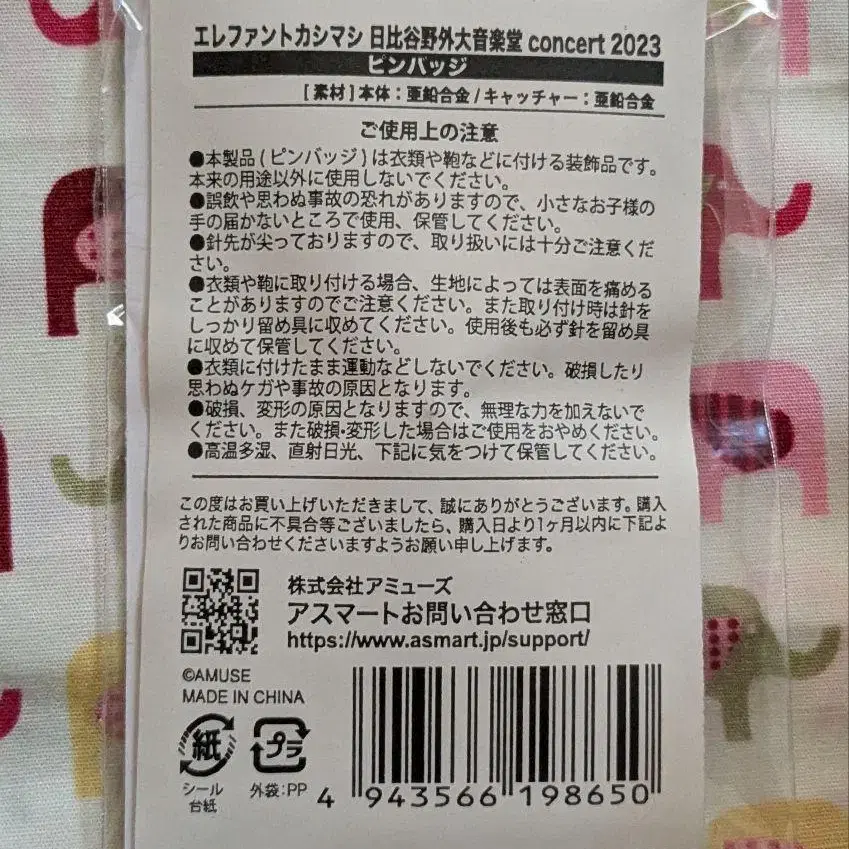 エレファントカシマシ 日比谷野外大音楽堂 concert 2023
ピンバッジ
[ 素材 ] 本体：亜鉛合金 / キャッチャー：亜鉛合金
ご使用上の注意
●本製品 ( ピンバッジ ) は衣類や鞄などに付ける装飾品です。
本来の用途以外に使用しないでください。
●誤飲や思わぬ事故の恐れがありますので、小さなお子様の
手の届かないところで使用、保管してください。
●針先が尖っておりますので、取り扱いには十分ご注意くだ
さい。
●衣類や鞄に取り付ける場合、生地によっては表面を痛める
ことがありますのでご注意ください。また取り付け時は針を
しっかり留め具に収めてください。使用後も必ず針を留め具
に収めて保管してください。
●衣類に付けたまま運動などしないでください。破損したり
思わぬケガや事故の原因となります。
●破損、変形の原因となりますので、無理な力を加えないで
ください。また破損・変形した場合はご使用をおやめください。
●高温多湿、直射日光、下記に気をつけて保管してください。
この度はお買い上げいただきまして、誠にありがとうございます。購入
された商品に不具合等ございましたら、購入日より1ヶ月以内に下記よ
りお問い合わせくださいますようお願い申し上げます。
株式会社アミューズ
アスマートお問い合わせ窓口
https://www.asmart.jp/support/
©AMUSE
MADE IN CHINA
紙 プラ
シール 外袋：PP
台紙
4 943566 198650